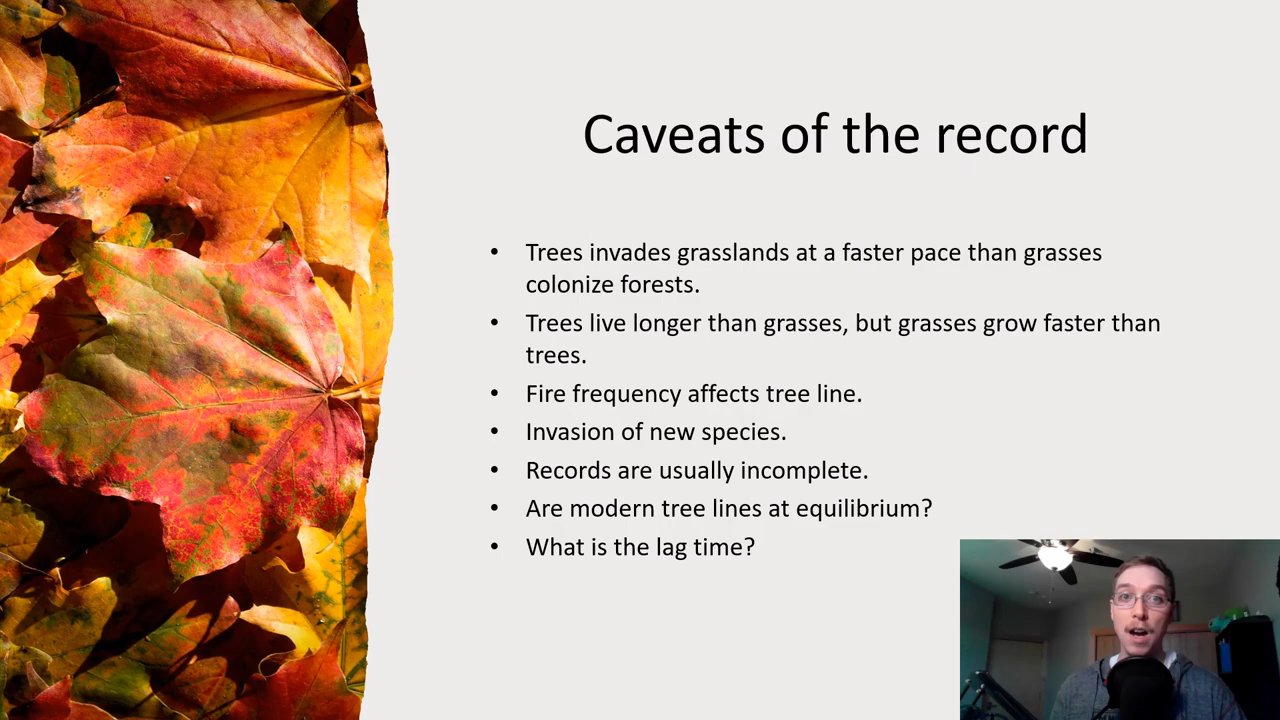 Caveats of the record
• Trees invades grasslands at a faster pace than grasses
colonize forests.
• Trees live longer than grasses, but grasses grow faster than
trees.
• Fire frequency affects tree line.
• Invasion of new species.
• Records are usually incomplete.
• Are modern tree lines at equilibrium?
• What is the lag time?